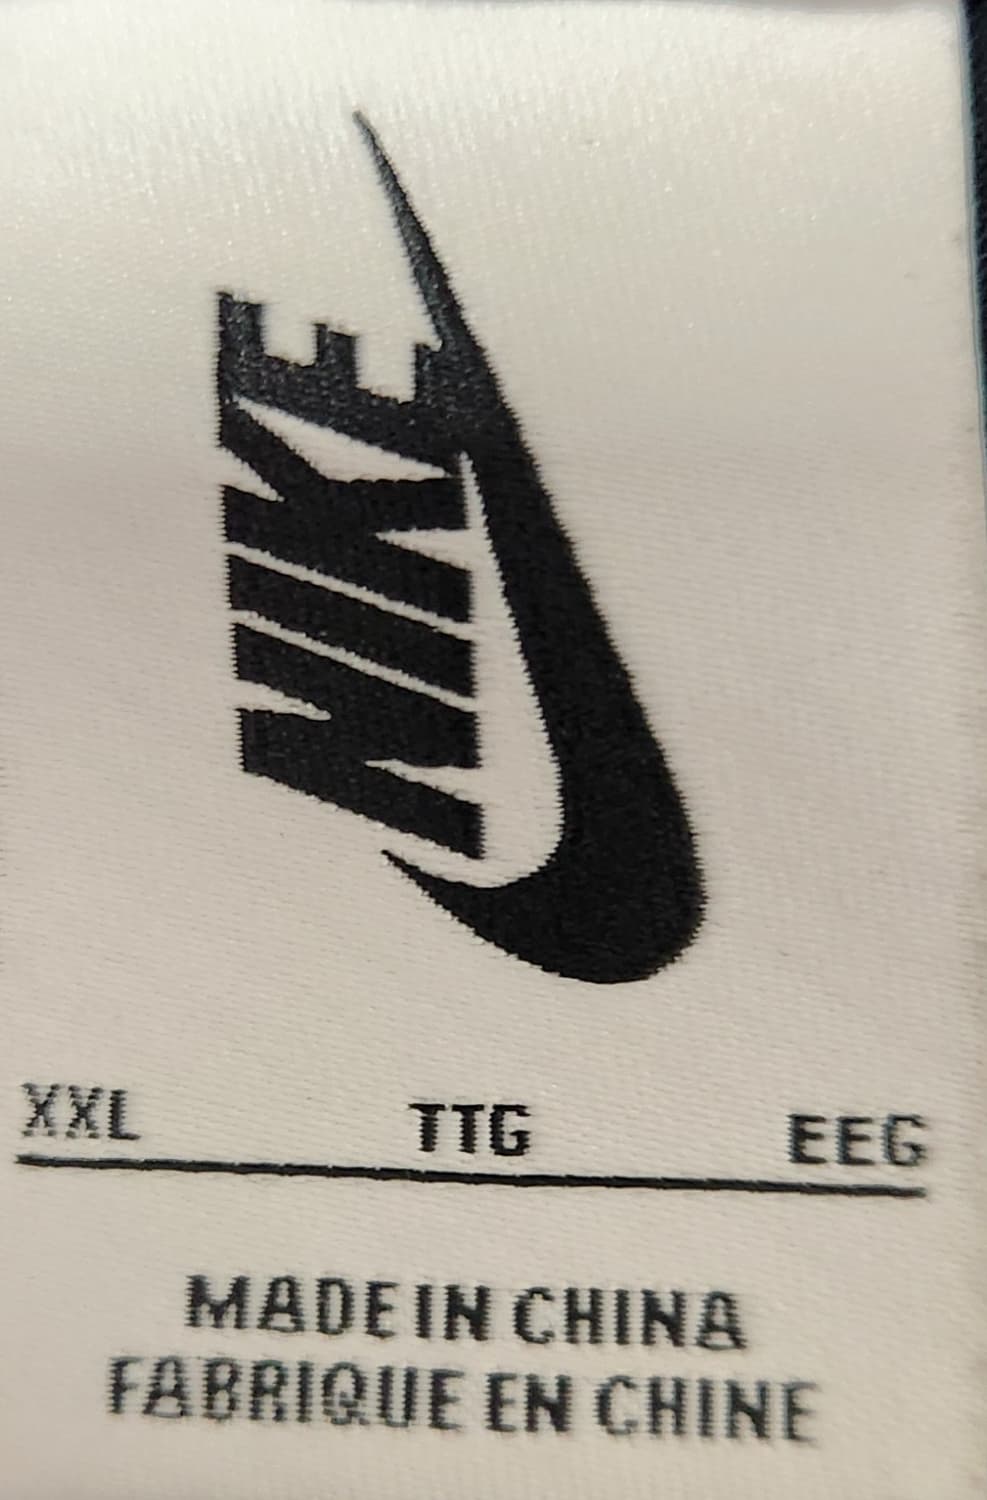 NIKE
XXL TTG EEG
MADE IN CHINA
FABRIQUE EN CHINE